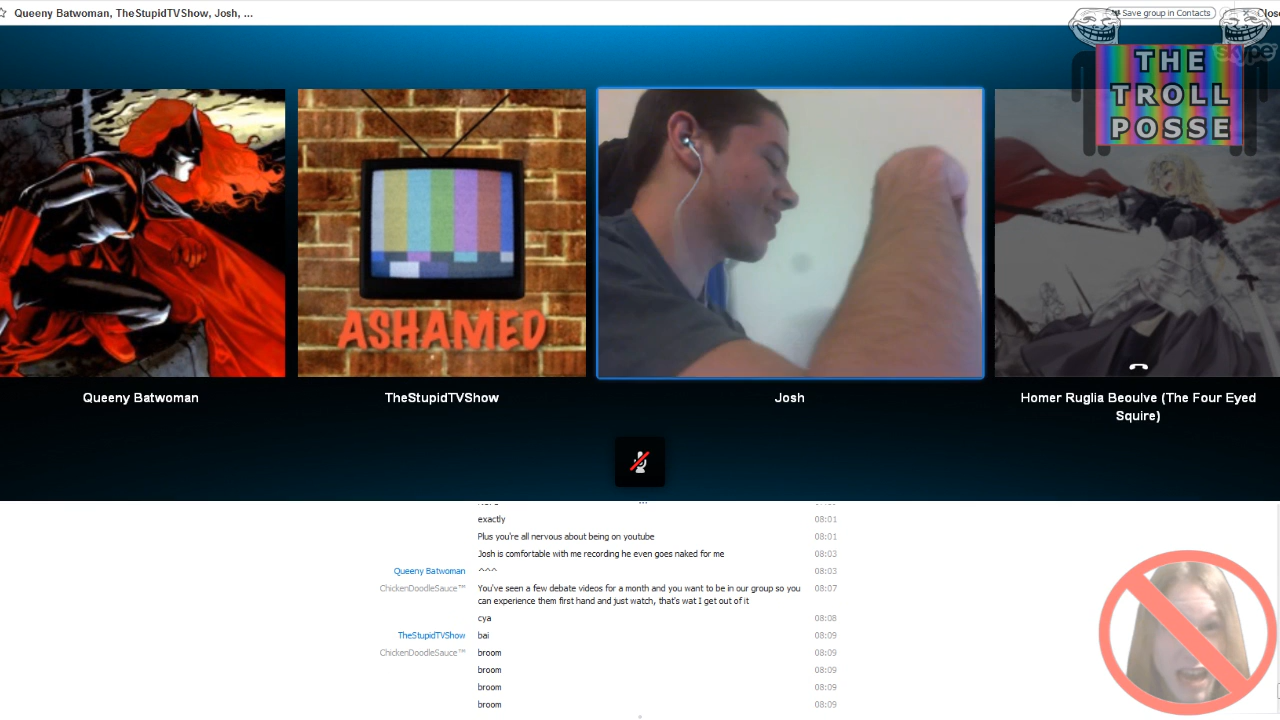 Queeny Batwoman, TheStupidTVShow, Josh, ...
Save group in Contacts
Close
skype
THE
TROLL
POSSE
ASHAMED
Queeny Batwoman
TheStupidTVShow
Josh
Homer Ruglia Beoulve (The Four Eyed
Squire)
exactly 08:01
Plus you're all nervous about being on youtube 08:01
Josh is comfortable with me recording he even goes naked for me 08:03
Queeny Batwoman ^^^ 08:03
ChickenDoodleSauce™ You've seen a few debate videos for a month and you want to be in our group so you 08:07
can experience them first hand and just watch, that's wat I get out of it
cya 08:08
TheStupidTVShow bai 08:09
ChickenDoodleSauce™ broom 08:09
broom 08:09
broom 08:09
broom 08:09